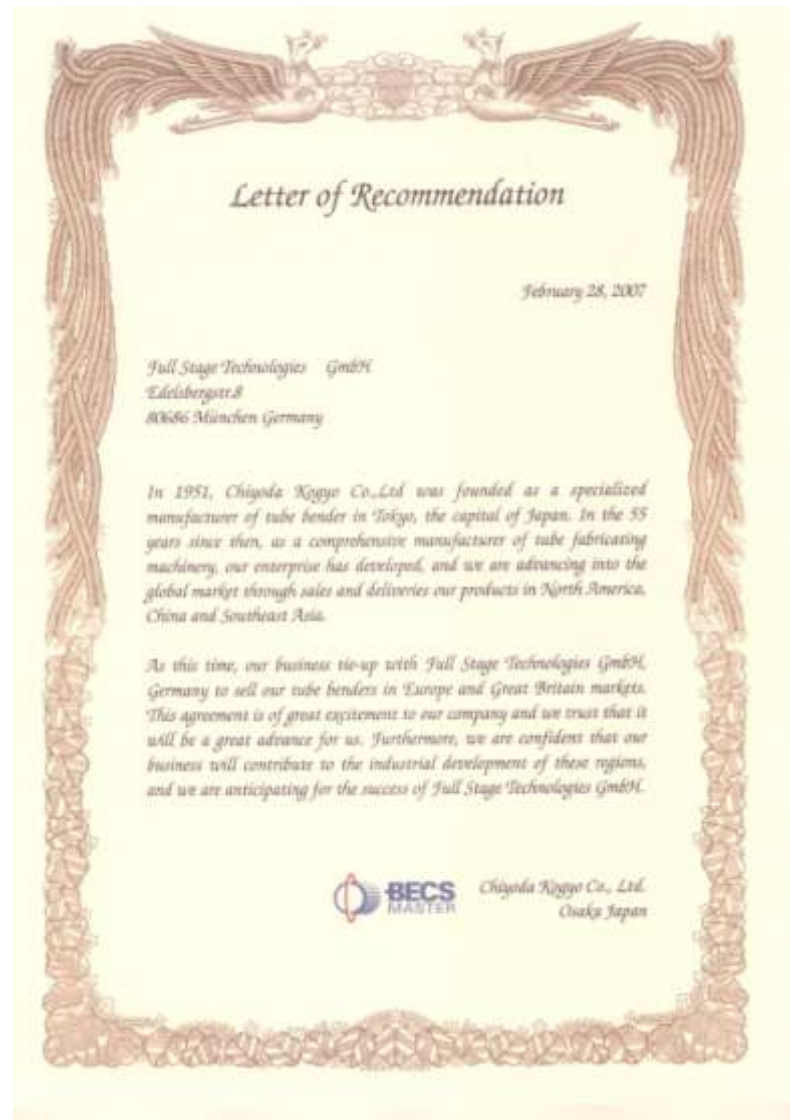 Letter of Recommendation
February 28, 2007
Full Stage Technologies GmbH
Edelsbergstr.8
80686 München Germany
In 1951, Chiyoda Kogyo Co.,Ltd was founded as a specialized
manufacturer of tube bender in Tokyo, the capital of Japan. In the 55
years since then, as a comprehensive manufacturer of tube fabricating
machinery, our enterprise has developed, and we are advancing into the
global market through sales and deliveries our products in North America,
China and Southeast Asia.
As this time, our business tie-up with Full Stage Technologies GmbH,
Germany to sell our tube benders in Europe and Great Britain markets.
This agreement is of great excitement to our company and we trust that it
will be a great advance for us. Furthermore, we are confident that our
business will contribute to the industrial development of these regions,
and we are anticipating for the success of Full Stage Technologies GmbH.
BECS
MASTER
Chiyoda Kogyo Co., Ltd.
Osaka Japan